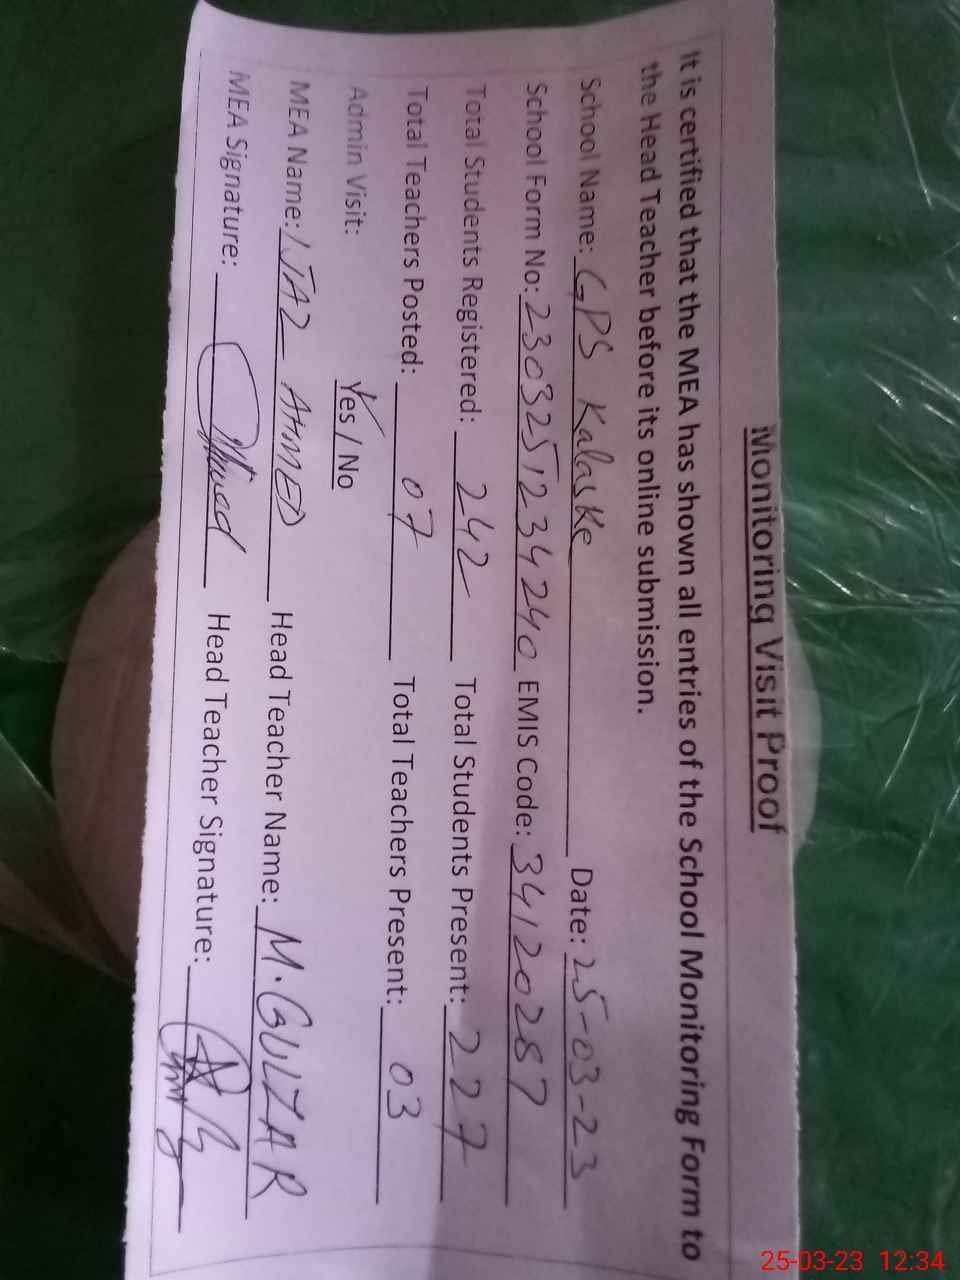 Monitoring Visit Proof
It is certified that the MEA has shown all entries of the School Monitoring Form to
the Head Teacher before its online submission.
School Name: GPS Kalaske Date: 25-03-23
School Form No: 230325,1234240 EMIS Code: 34120287
Total Students Registered: 242 Total Students Present: 227
Total Teachers Posted: 07 Total Teachers Present: 03
Admin Visit: Yes / No
MEA Name: IJAZ AHMED Head Teacher Name: M. GULZAR
MEA Signature: Head Teacher Signature:
25-03-23 12:34